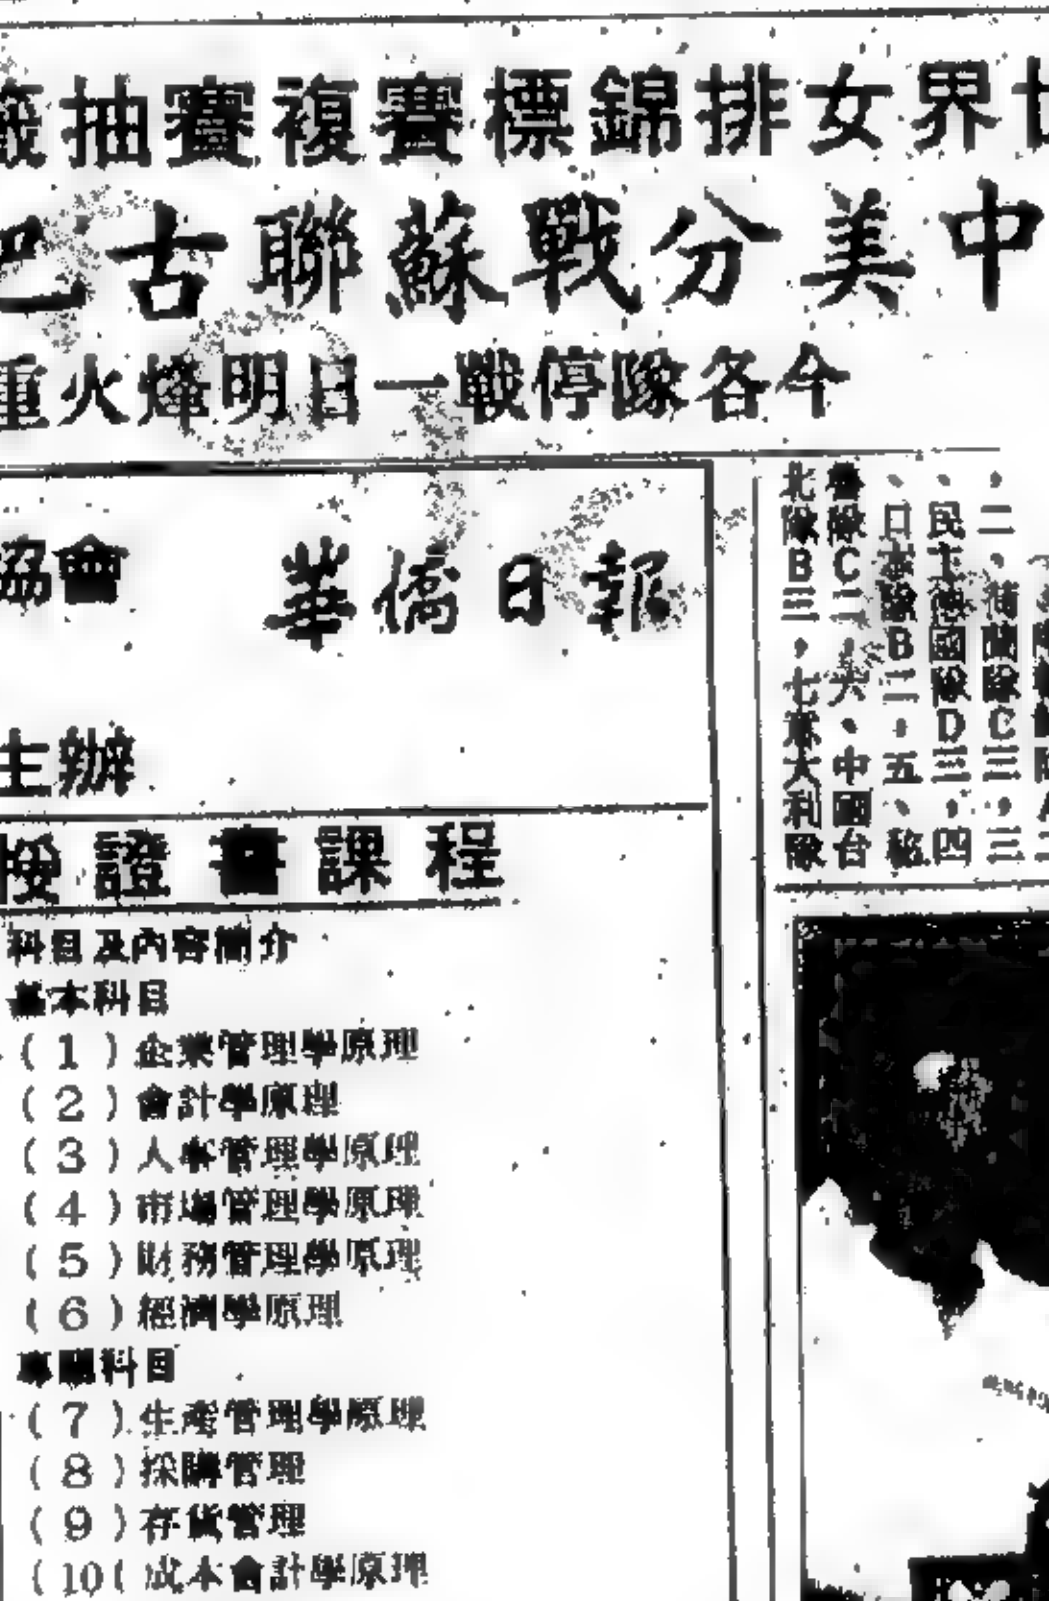 世界女排錦標賽複賽抽籤
中美分戰蘇聯古巴
今各隊停戰一日明烽火重
，二、荷蘭隊C三，三
、民主德國隊D三，四
、日本隊B二，五、秘
魯隊C二，六、中國台
北隊B三，七意大利隊
協會 華僑日報
主辦
授證書課程
科目及內容簡介
基本科目
(1)企業管理學原理
(2)會計學原理
(3)人事管理學原理
(4)市場管理學原理
(5)財務管理學原理
(6)經濟學原理
專題科目
(7)生產管理學原理
(8)採購管理
(9)存貨管理
(10(成本會計學原理